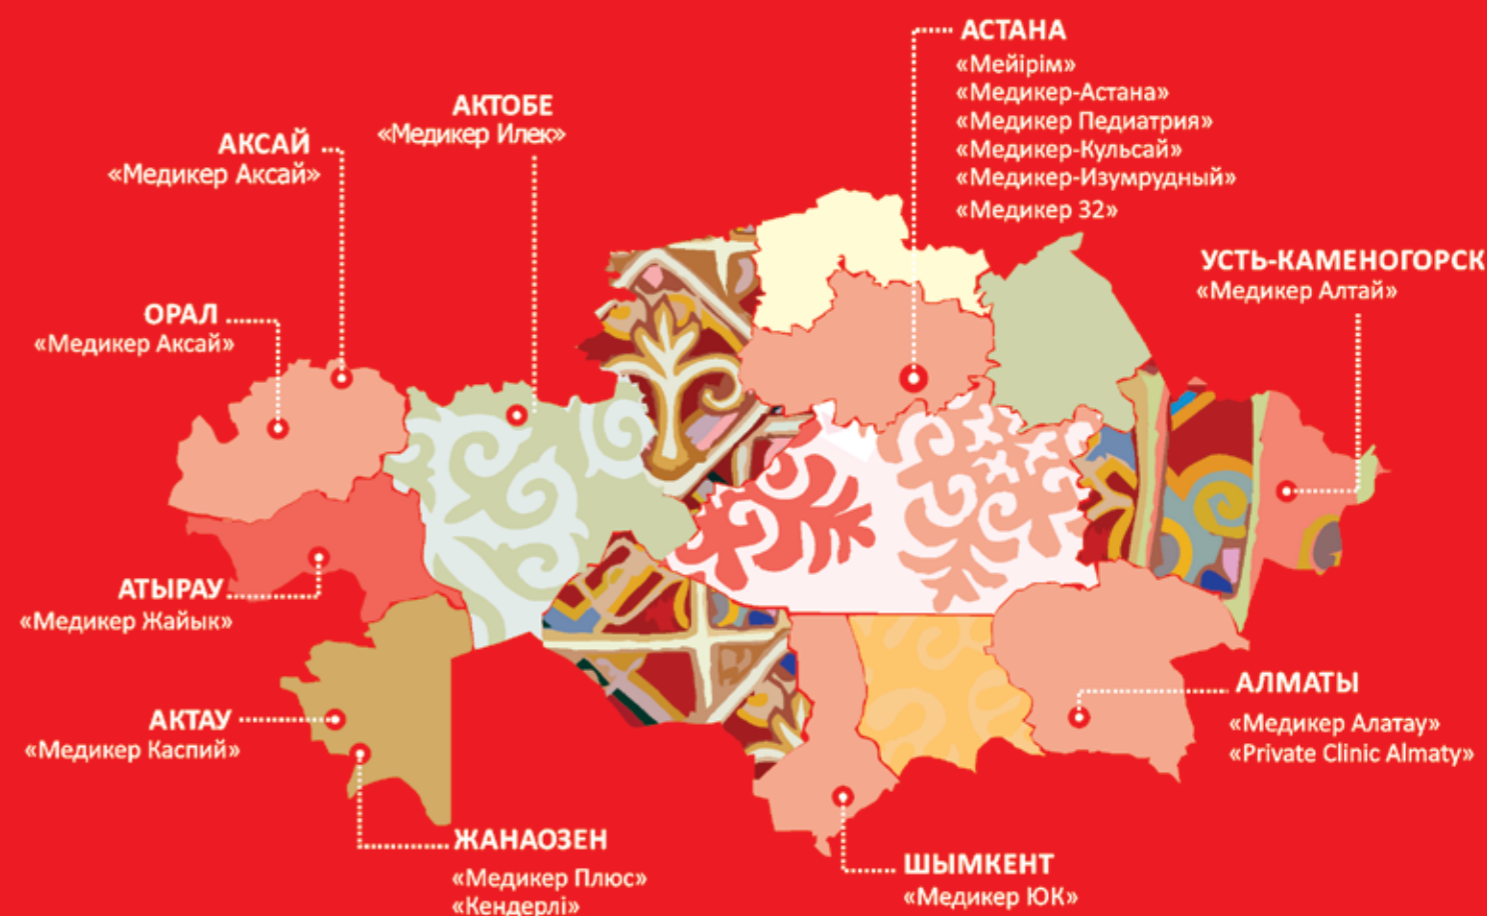 АСТАНА
«Мейірім»
«Медикер-Астана»
«Медикер Педиатрия»
«Медикер-Кульсай»
«Медикер-Изумрудный»
«Медикер 32»
АКТОБЕ
«Медикер Илек»
АКСАЙ
«Медикер Аксай»
УСТЬ-КАМЕНОГОРСК
«Медикер Алтай»
ОРАЛ
«Медикер Аксай»
АТЫРАУ
«Медикер Жайык»
АКТАУ
«Медикер Каспий»
АЛМАТЫ
«Медикер Алатау»
«Private Clinic Almaty»
ЖАНАОЗЕН
«Медикер Плюс»
«Кендерлі»
ШЫМКЕНТ
«Медикер ЮК»